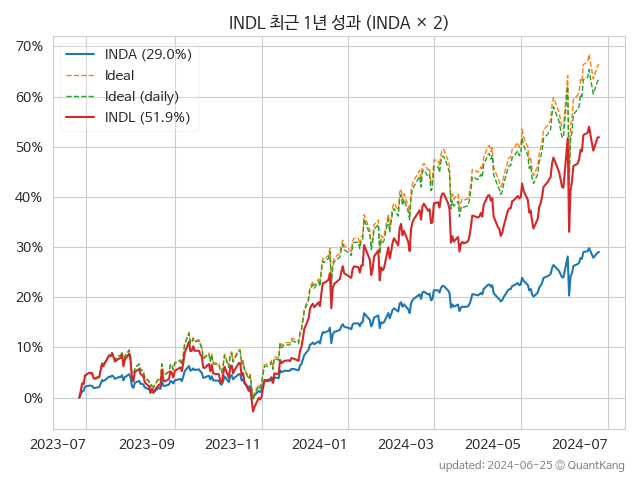 INDL 최근 1년 성과 (INDA × 2)
70%
60%
50%
40%
30%
20%
10%
0%
INDA (29.0%)
Ideal
Ideal (daily)
INDL (51.9%)
2023-07
2023-09
2023-11
2024-01
2024-03
2024-05
2024-07
updated: 2024-06-25 ⓒ QuantKang